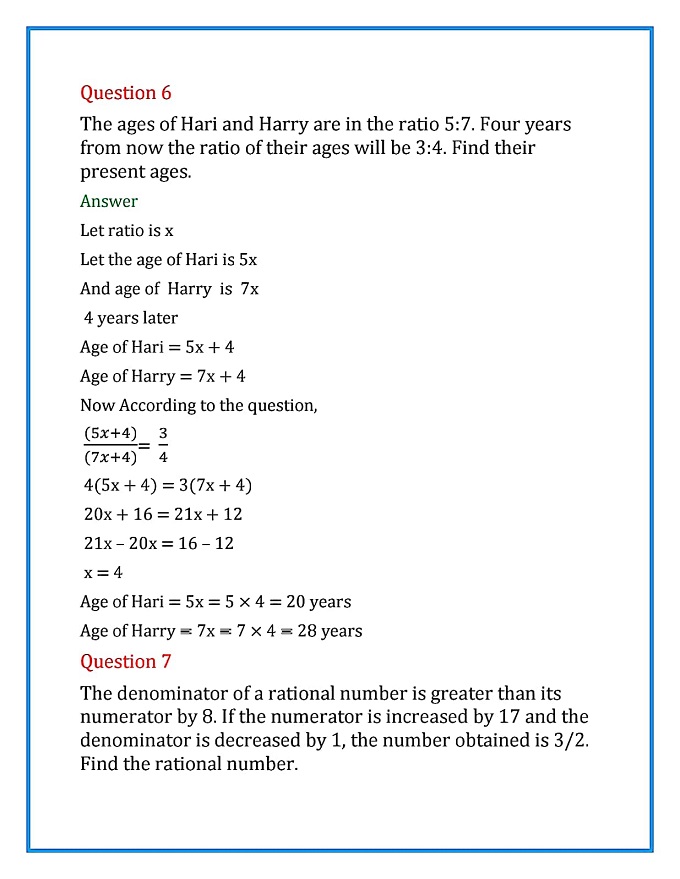 Question 6
The ages of Hari and Harry are in the ratio 5:7. Four years
from now the ratio of their ages will be 3:4. Find their
present ages.
Answer
Let ratio is x
Let the age of Hari is 5x
And age of Harry is 7x
4 years later
Age of Hari = 5x + 4
Age of Harry = 7x + 4
Now According to the question,
(5x+4)/(7x+4) = 3/4
4(5x + 4) = 3(7x + 4)
20x + 16 = 21x + 12
21x – 20x = 16 – 12
x = 4
Age of Hari = 5x = 5 × 4 = 20 years
Age of Harry = 7x = 7 × 4 = 28 years
Question 7
The denominator of a rational number is greater than its
numerator by 8. If the numerator is increased by 17 and the
denominator is decreased by 1, the number obtained is 3/2.
Find the rational number.